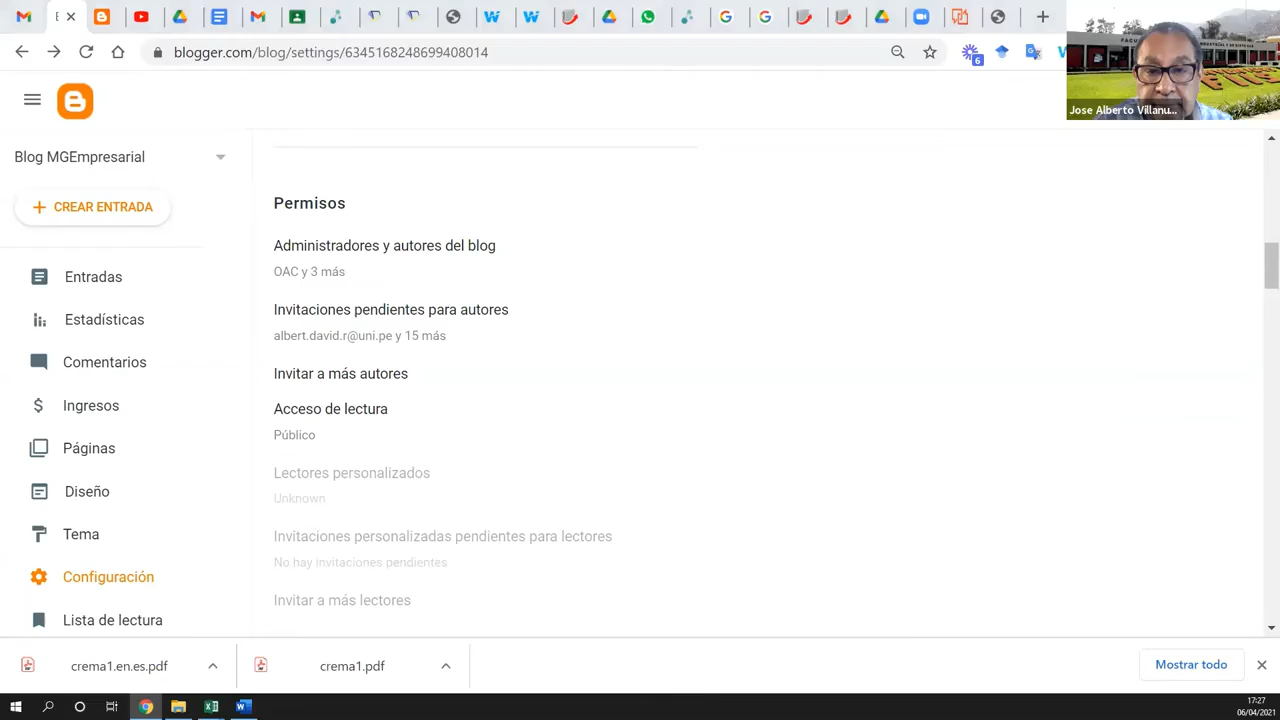 blogger.com/blog/settings/6345168248699408014
6
Jose Alberto Villanu...
Blog MGEmpresarial
CREAR ENTRADA
Entradas
Estadísticas
Comentarios
Ingresos
Páginas
Diseño
Tema
Configuración
Lista de lectura
Permisos
Administradores y autores del blog
OAC y 3 más
Invitaciones pendientes para autores
albert.david.r@uni.pe y 15 más
Invitar a más autores
Acceso de lectura
Público
Lectores personalizados
Unknown
Invitaciones personalizadas pendientes para lectores
No hay invitaciones pendientes
Invitar a más lectores
crema1.en.es.pdf
crema1.pdf
Mostrar todo
17:27
06/04/2021